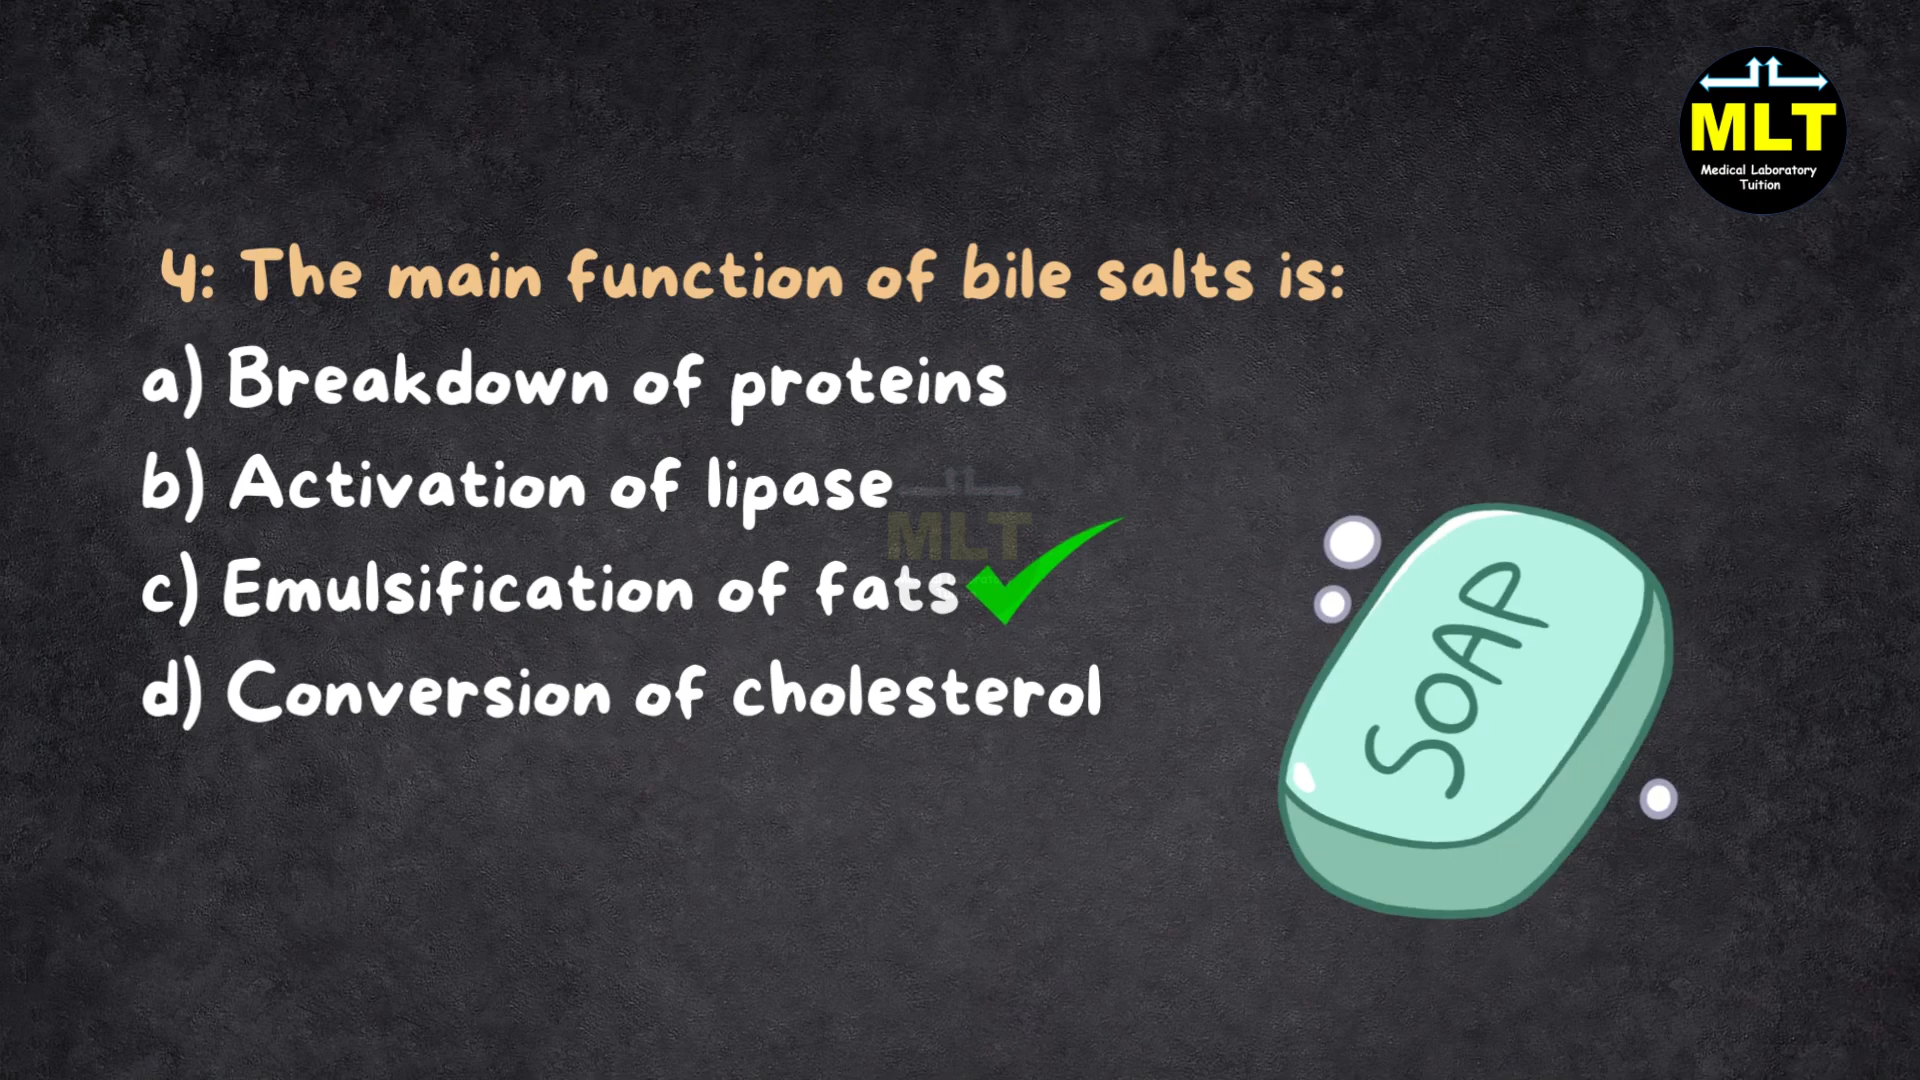 MLT
Medical Laboratory
Tuition
4: The main function of bile salts is:
a) Breakdown of proteins
b) Activation of lipase
MLT
c) Emulsification of fats
d) Conversion of cholesterol
SOAP